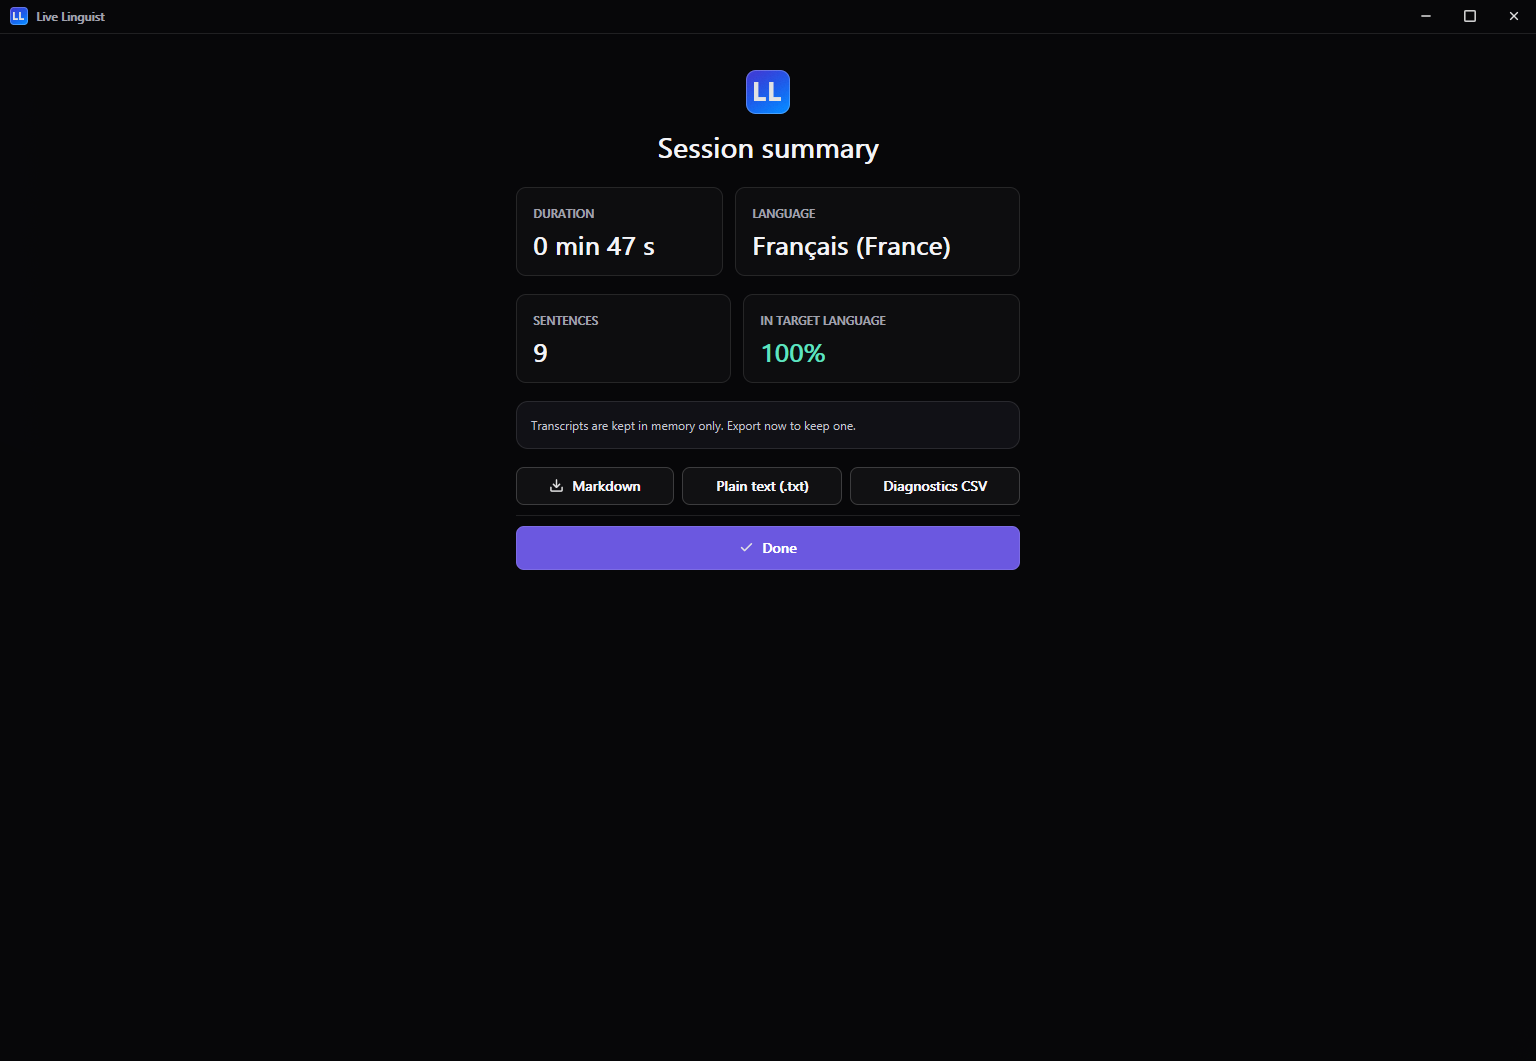 LL Live Linguist
LL
Session summary
DURATION
0 min 47 s
LANGUAGE
Français (France)
SENTENCES
9
IN TARGET LANGUAGE
100%
Transcripts are kept in memory only. Export now to keep one.
Markdown
Plain text (.txt)
Diagnostics CSV
Done